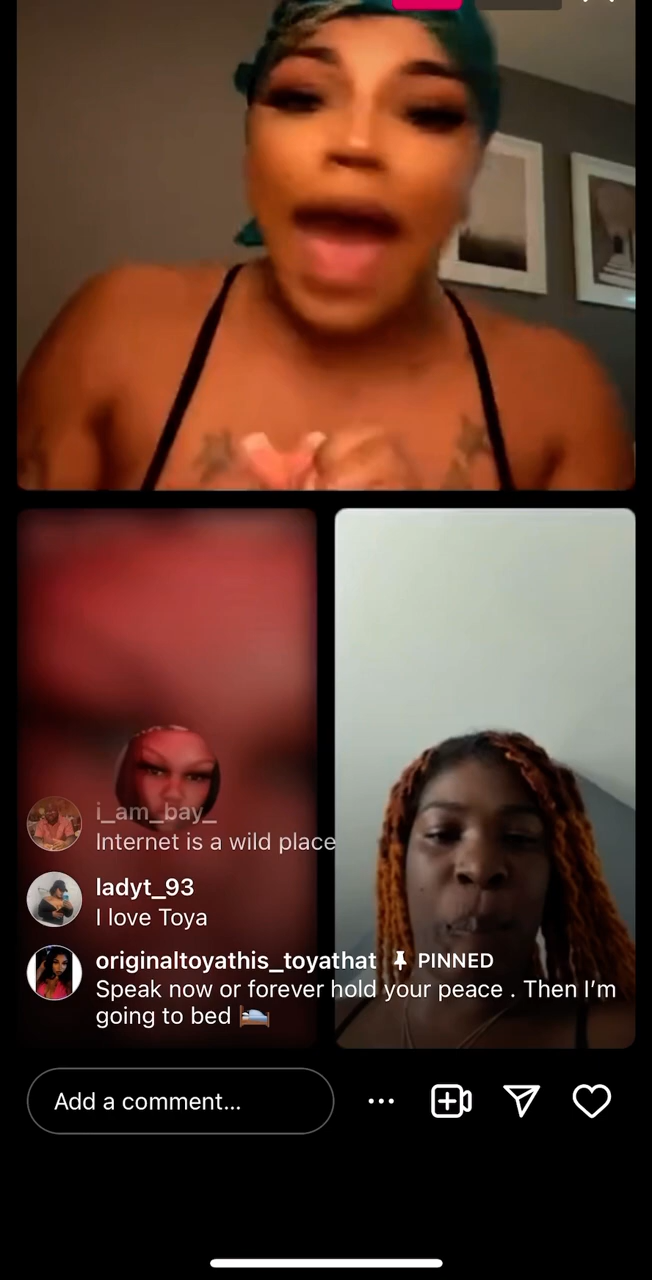 i_am_bay_
Internet is a wild place
ladyt_93
I love Toya
originaltoyathis_toyathat PINNED
Speak now or forever hold your peace . Then I’m
going to bed 🛌
Add a comment...